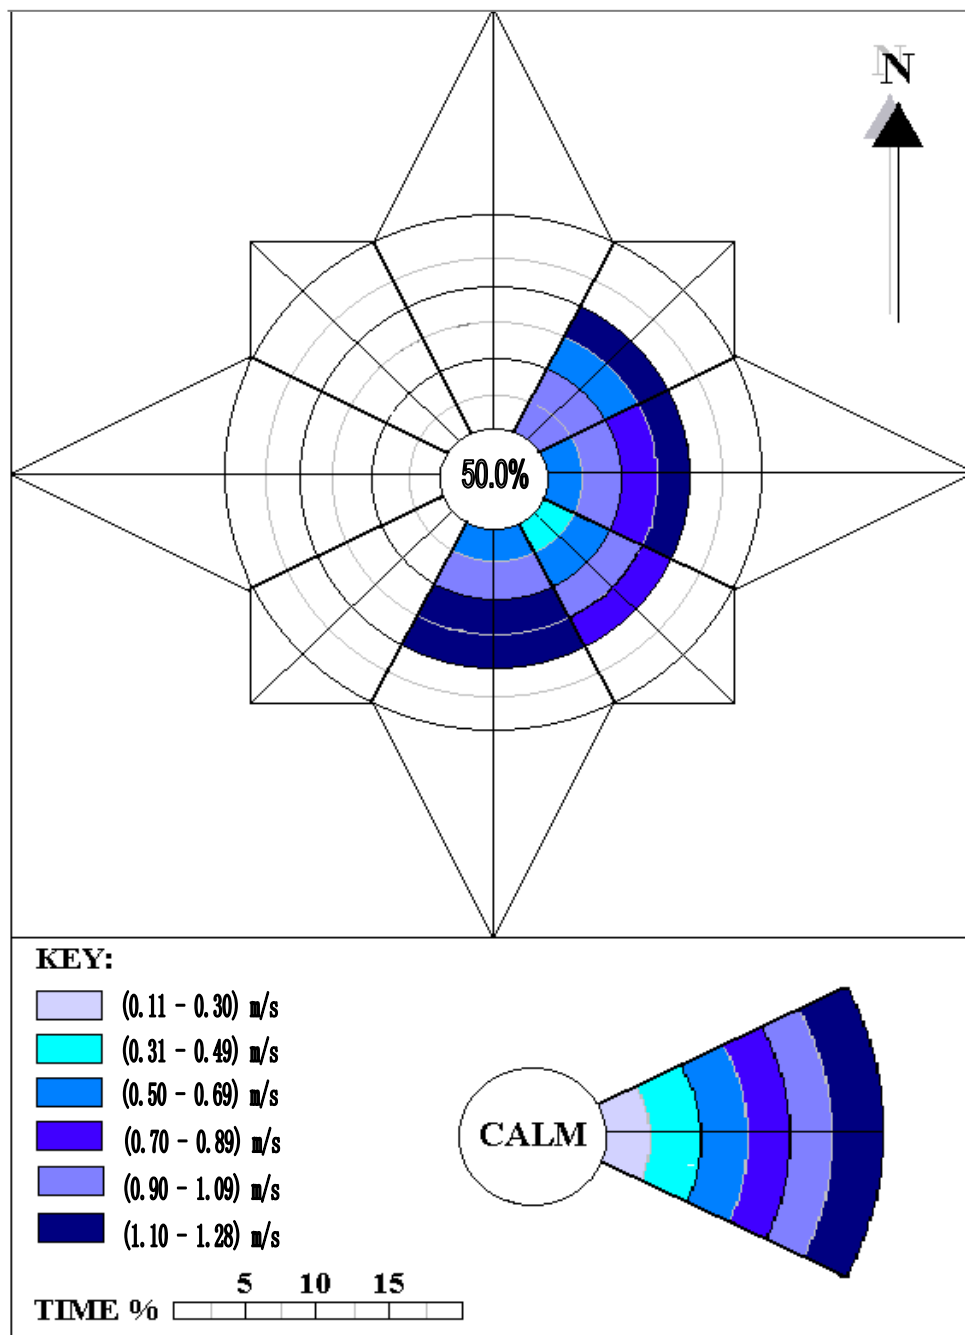 N
50.0%
KEY:
(0.11 - 0.30) m/s
(0.31 - 0.49) m/s
(0.50 - 0.69) m/s
(0.70 - 0.89) m/s
(0.90 - 1.09) m/s
(1.10 - 1.28) m/s
CALM
5 10 15
TIME %